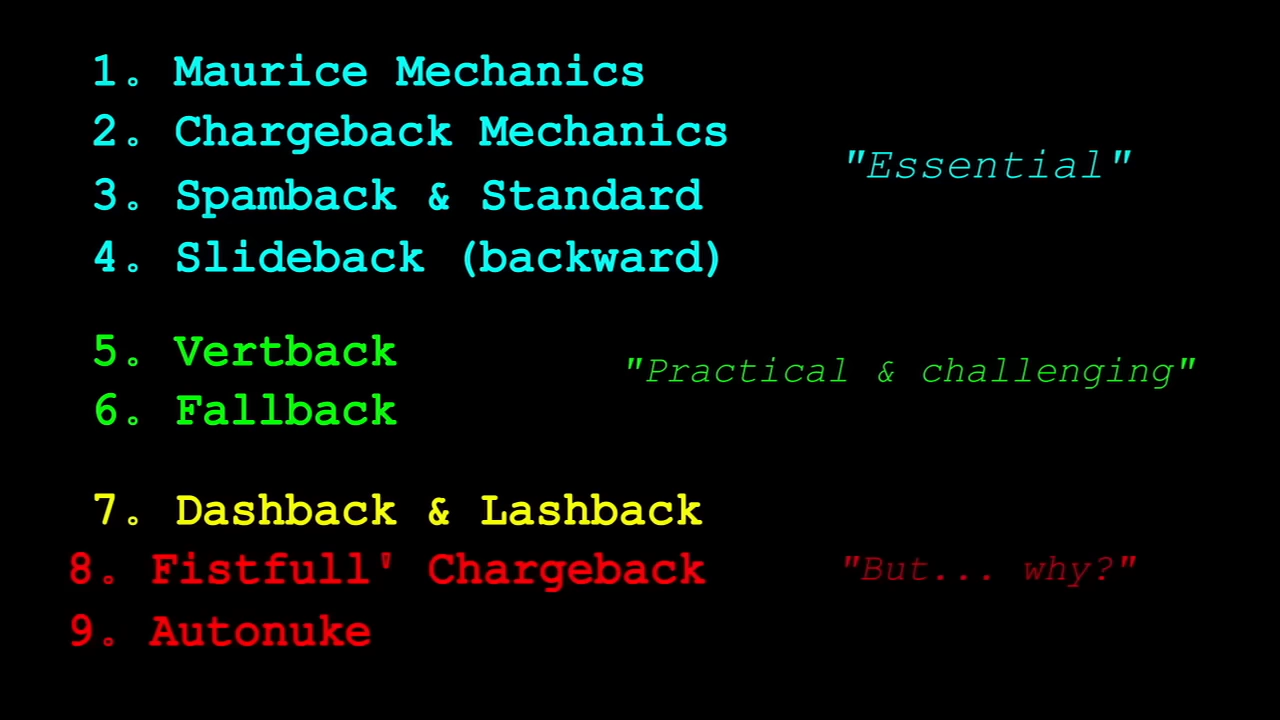 1. Maurice Mechanics
2. Chargeback Mechanics
"Essential"
3. Spamback & Standard
4. Slideback (backward)
5. Vertback
"Practical & challenging"
6. Fallback
7. Dashback & Lashback
8. Fistfull' Chargeback
"But... why?"
9. Autonuke